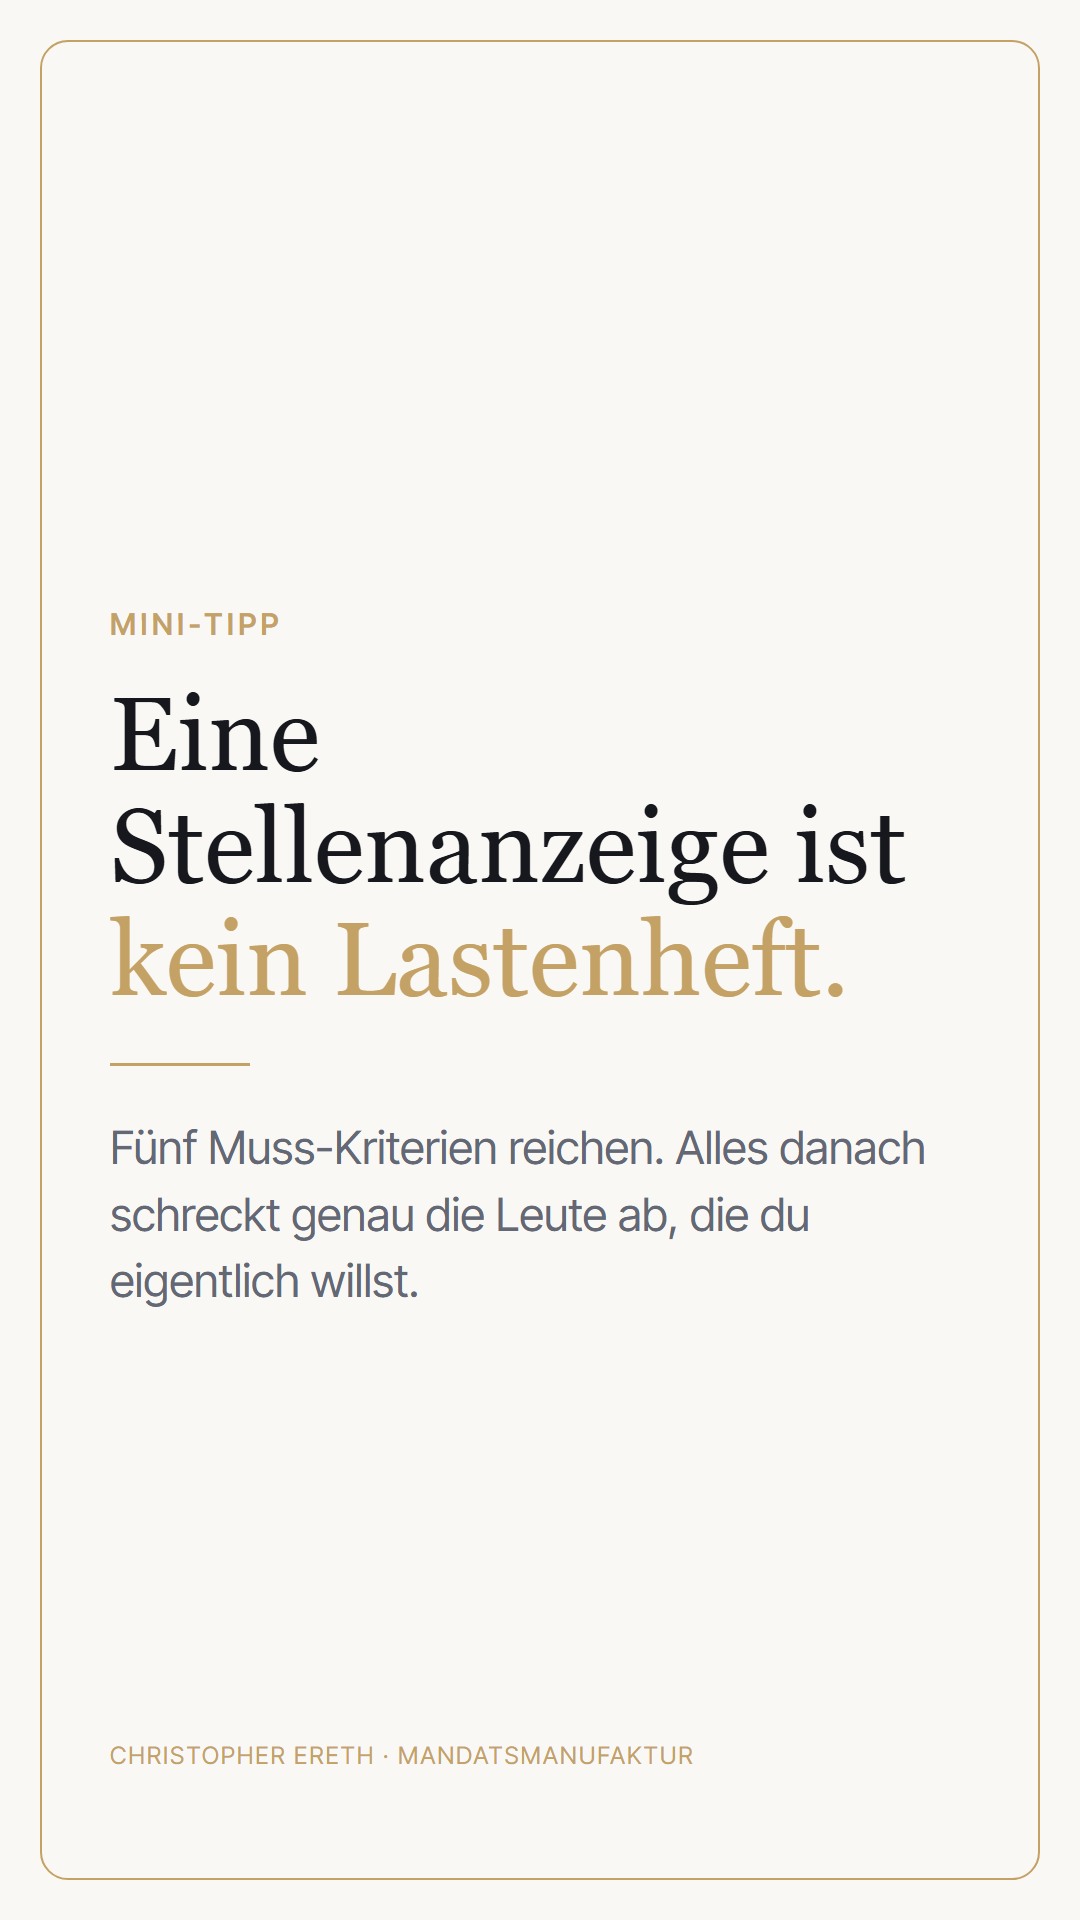 MINI-TIPP
Eine
Stellenanzeige ist
kein Lastenheft.
Fünf Muss-Kriterien reichen. Alles danach
schreckt genau die Leute ab, die du
eigentlich willst.
CHRISTOPHER ERETH · MANDATSMANUFAKTUR